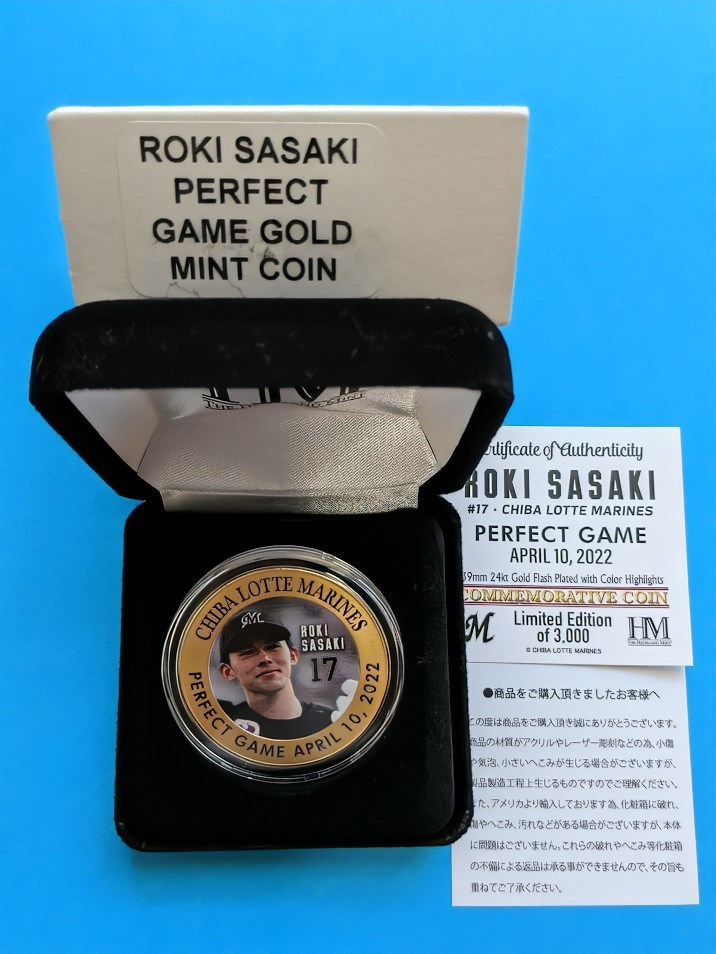 ROKI SASAKI
PERFECT
GAME GOLD
MINT COIN
HM
THE HIGHLAND MINT
Certificate of Authenticity
ROKI SASAKI
#17 · CHIBA LOTTE MARINES
PERFECT GAME
APRIL 10, 2022
39mm 24kt Gold Flash Plated with Color Highlights
COMMEMORATIVE COIN
M
Limited Edition
of 3,000
HM
THE HIGHLAND MINT
© CHIBA LOTTE MARINES
CHIBA LOTTE MARINES
M
ROKI
SASAKI
17
PERFECT GAME APRIL 10, 2022
●商品をご購入頂きましたお客様へ
この度は商品をご購入頂き誠にありがとうございます。
商品の材質がアクリルやレーザー彫刻などの為、小傷
や気泡、小さいへこみが生じる場合がございますが、
製品製造工程上生じるものですのでご理解ください。
また、アメリカより輸入しております為、化粧箱に破れ、
傷やへこみ、汚れなどがある場合がございますが、本体
に問題はございません。これらの破れやへこみ等化粧箱
の不備による返品は承る事ができませんので、その旨も
重ねてご了承ください。